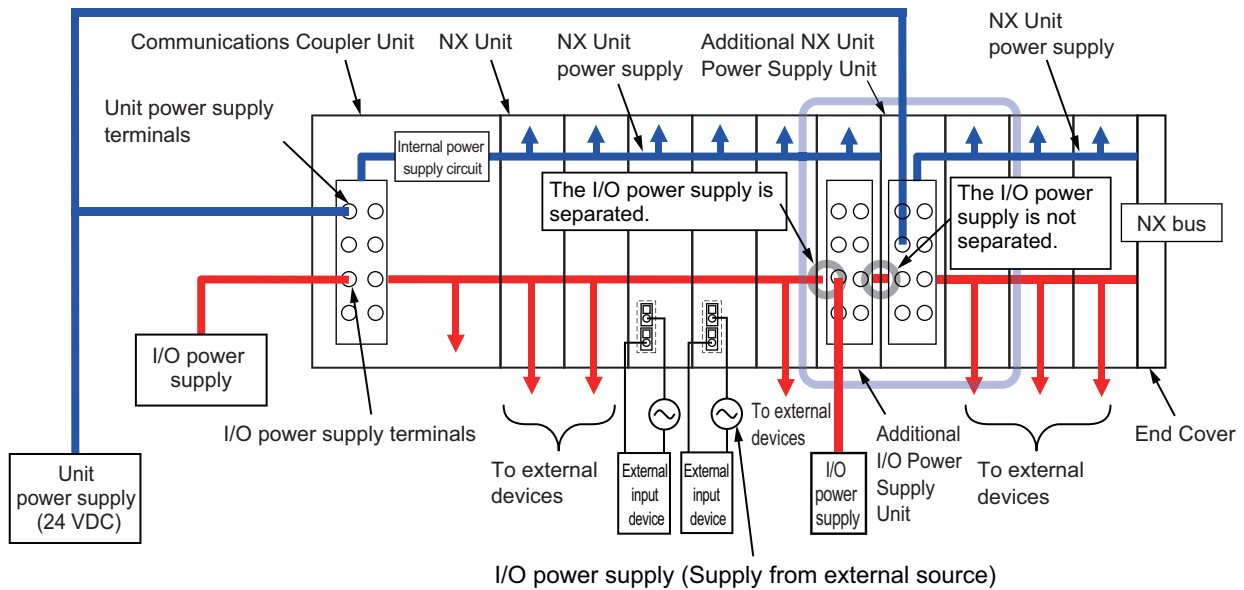 Communications Coupler Unit
NX Unit
NX Unit
power supply
Additional NX Unit
Power Supply Unit
NX Unit
power supply
Unit power supply
terminals
Internal power
supply circuit
The I/O power supply is
separated.
The I/O power
supply is not
separated.
NX bus
I/O power
supply
I/O power supply terminals
Unit
power supply
(24 VDC)
To external
devices
External
input
device
External
input
device
To external
devices
I/O
power
supply
Additional
I/O Power
Supply
Unit
To external
devices
End Cover
I/O power supply (Supply from external source)